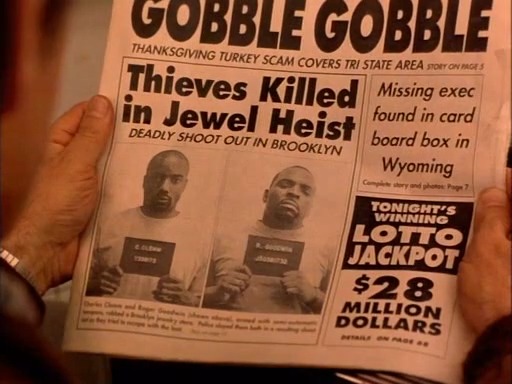 GOBBLE GOBBLE
THANKSGIVING TURKEY SCAM COVERS TRI STATE AREA STORY ON PAGE 5
Thieves Killed
in Jewel Heist
DEADLY SHOOT OUT IN BROOKLYN
Missing exec
found in card
board box in
Wyoming
Complete story and photos: Page 7
TONIGHT'S
WINNING
LOTTO
JACKPOT
$28
MILLION
DOLLARS
DETAILS ON PAGE